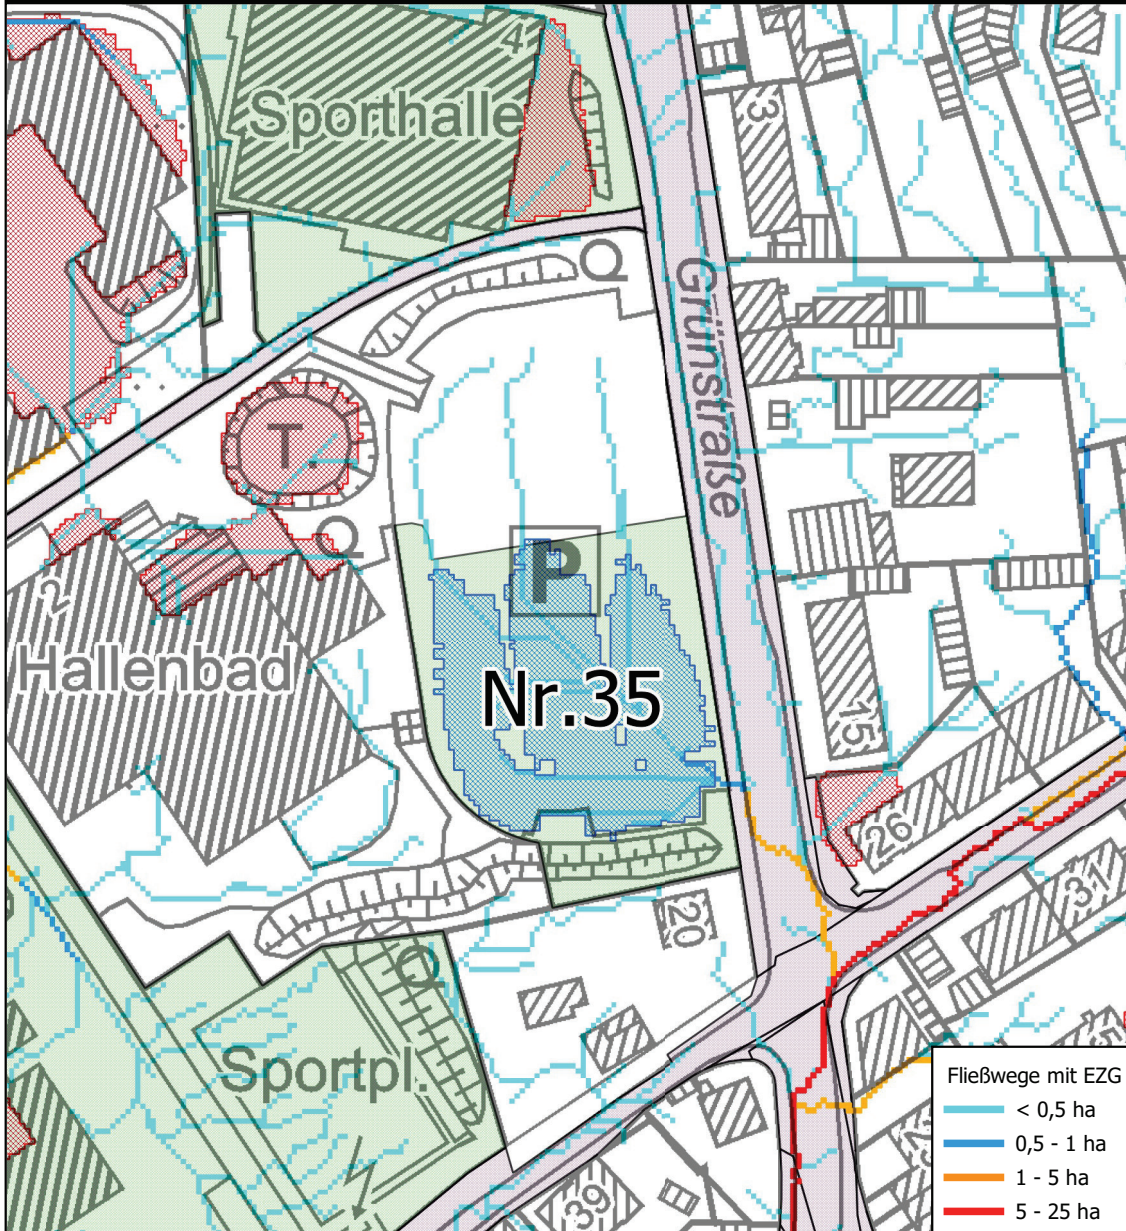 4
Sporthalle
3
Grünstraße
T.
P
2
Hallenbad
Nr.35
15
26
31
20
Sportpl.
39
Fließwege mit EZG
< 0,5 ha
0,5 - 1 ha
1 - 5 ha
5 - 25 ha